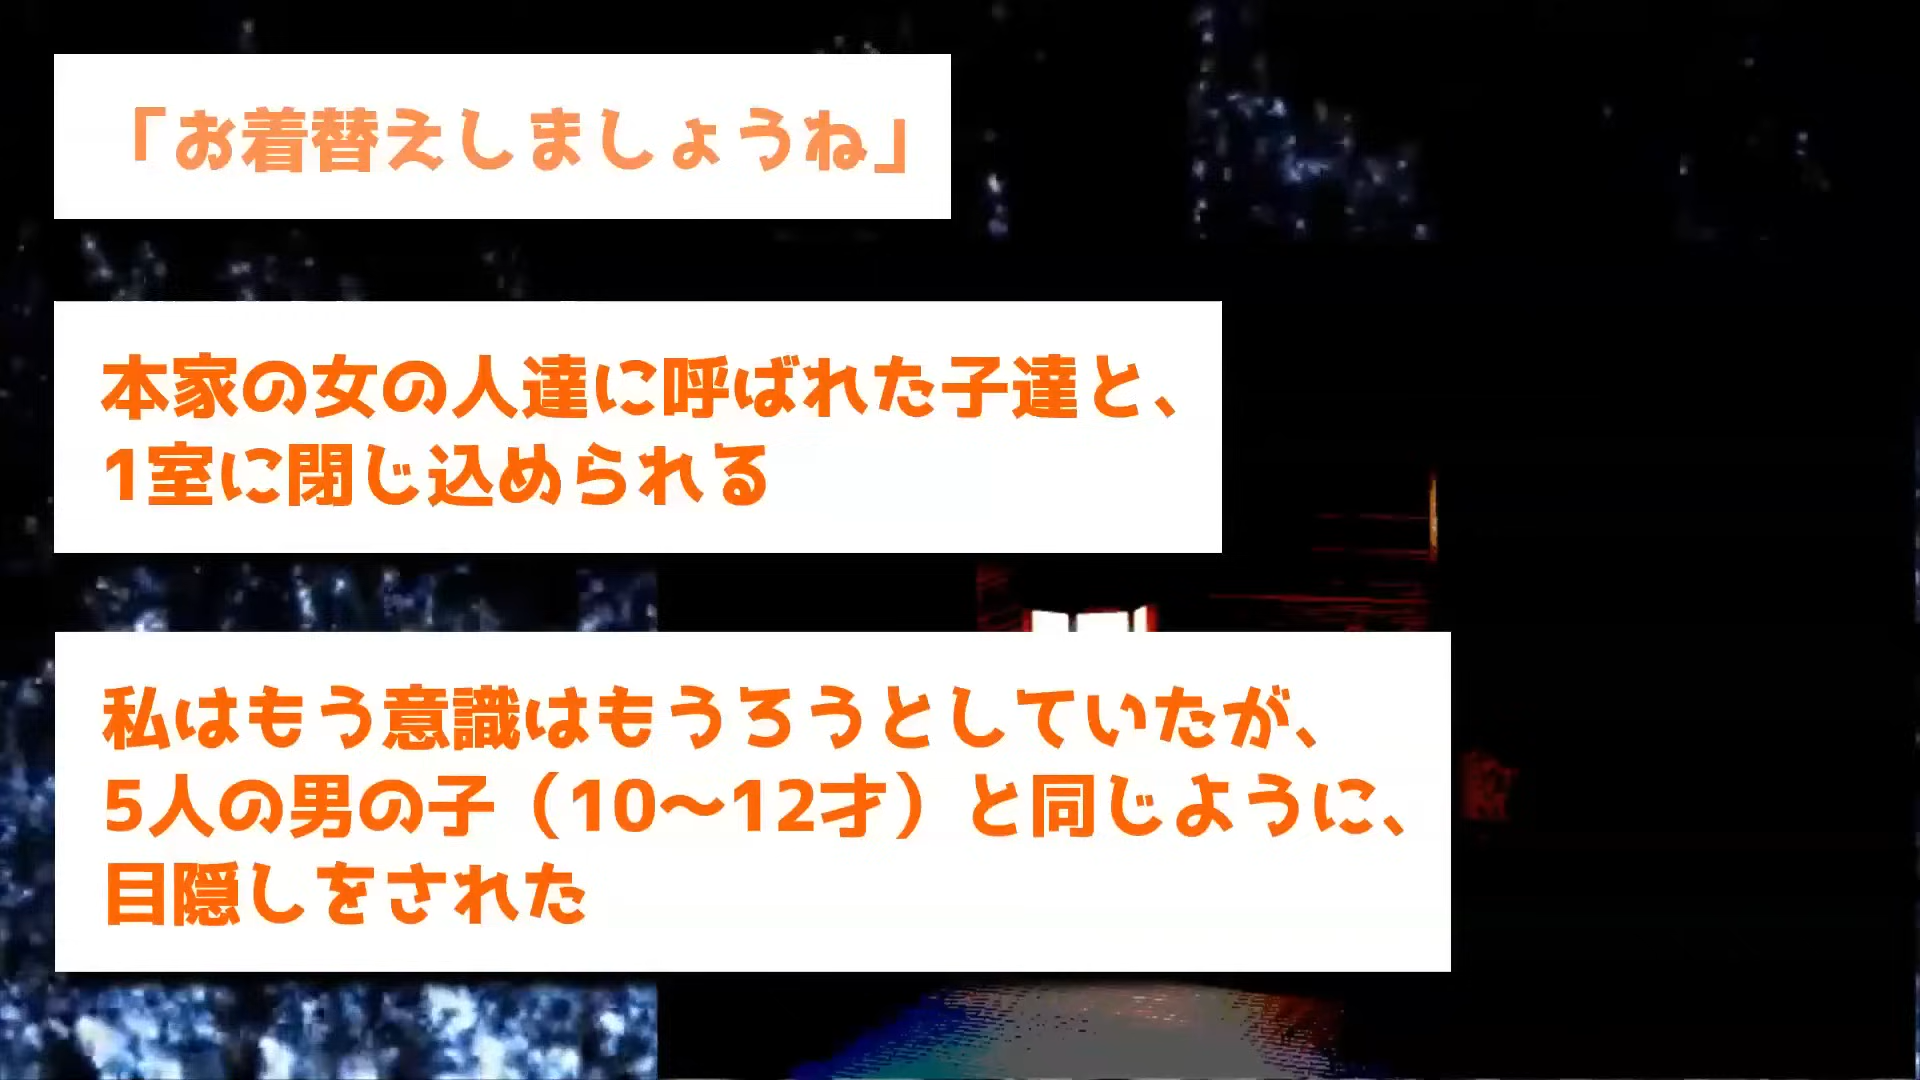 「お着替えしましょうね」
本家の女の人達に呼ばれた子達と、
1室に閉じ込められる
私はもう意識はもうろうとしていたが、
5人の男の子（10〜12才）と同じように、
目隠しをされた